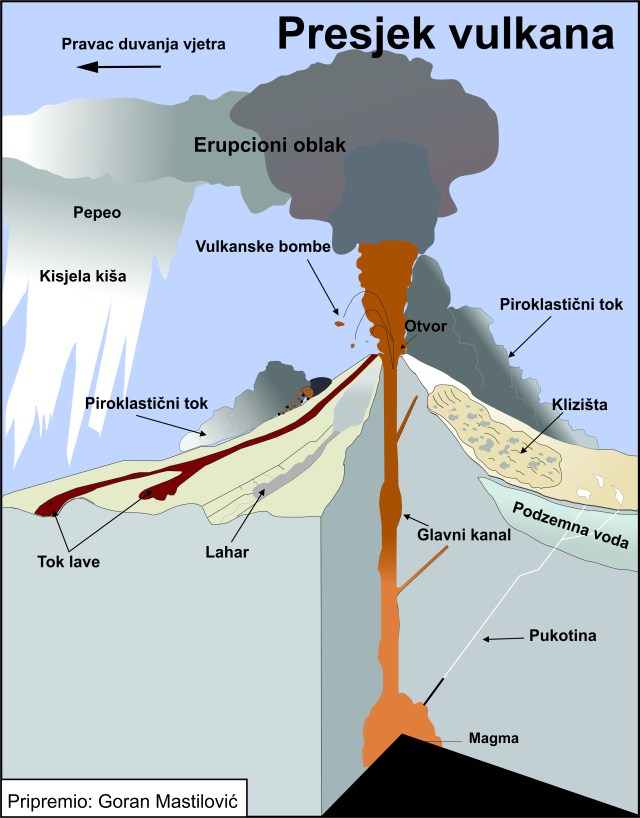 Presjek vulkana
Pravac duvanja vjetra
Erupcioni oblak
Pepeo
Vulkanske bombe
Kisjela kiša
Piroklastični tok
Otvor
Piroklastični tok
Klizišta
Podzemna voda
Glavni kanal
Lahar
Tok lave
Pukotina
Magma
Pripremio: Goran Mastilović